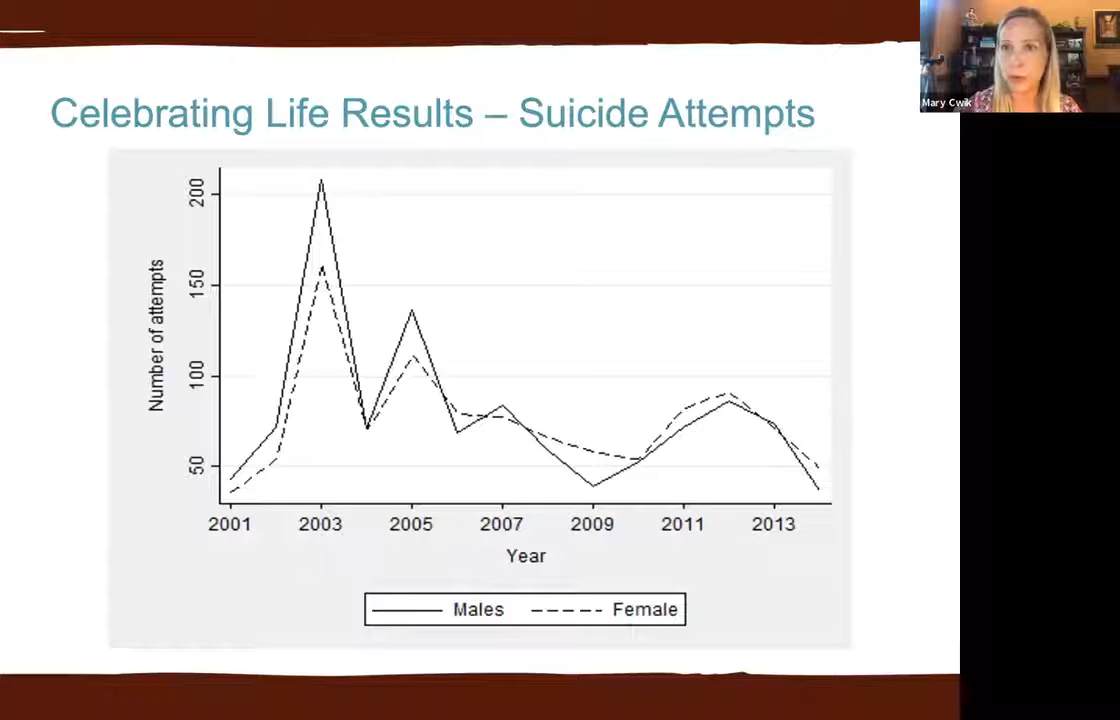 Mary Cwik
Celebrating Life Results – Suicide Attempts
Number of attempts
200
150
100
50
2001 2003 2005 2007 2009 2011 2013
Year
Males Female